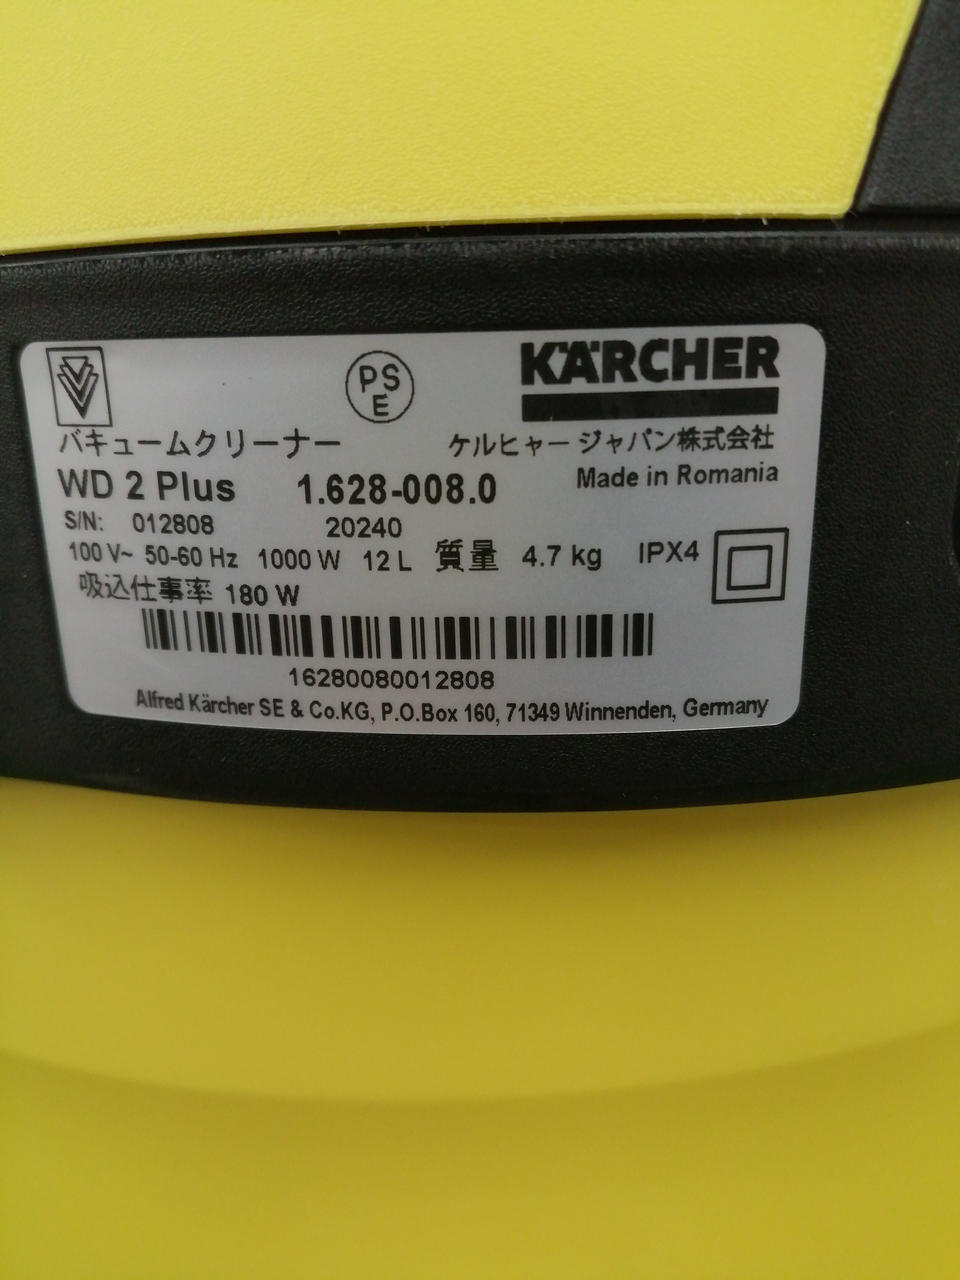 PSE
KÄRCHER
バキュームクリーナー
ケルヒャー ジャパン株式会社
WD 2 Plus 1.628-008.0
Made in Romania
S/N: 012808 20240
100 V~ 50-60 Hz 1000 W 12 L 質量 4.7 kg IPX4
吸込仕事率 180 W
16280080012808
Alfred Kärcher SE & Co.KG, P.O.Box 160, 71349 Winnenden, Germany